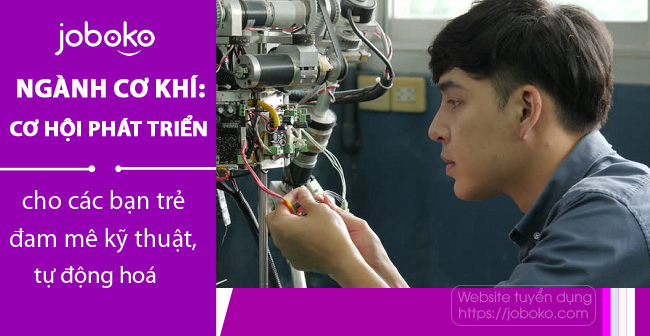 joboko
NGÀNH CƠ KHÍ:
CƠ HỘI PHÁT TRIỂN
cho các bạn trẻ
đam mê kỹ thuật,
tự động hoá
Website tuyển dụng
https://joboko.com